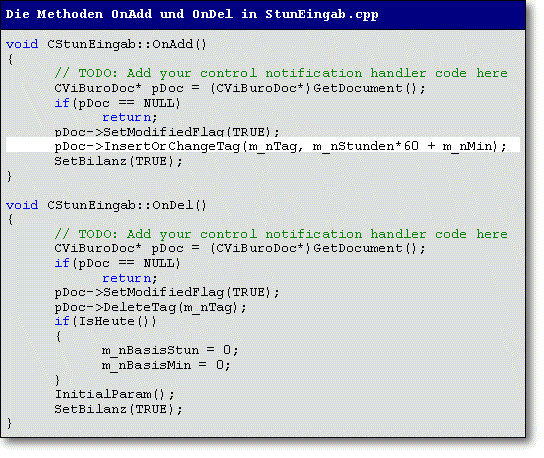 Die Methoden OnAdd und OnDel in StunEingab.cpp
void CStunEingab::OnAdd()
{
// TODO: Add your control notification handler code here
CViBuroDoc* pDoc = (CViBuroDoc*)GetDocument();
if(pDoc == NULL)
return;
pDoc->SetModifiedFlag(TRUE);
pDoc->InsertOrChangeTag(m_nTag, m_nStunden*60 + m_nMin);
SetBilanz(TRUE);
}
void CStunEingab::OnDel()
{
// TODO: Add your control notification handler code here
CViBuroDoc* pDoc = (CViBuroDoc*)GetDocument();
if(pDoc == NULL)
return;
pDoc->SetModifiedFlag(TRUE);
pDoc->DeleteTag(m_nTag);
if(IsHeute())
{
m_nBasisStun = 0;
m_nBasisMin = 0;
}
InitialParam();
SetBilanz(TRUE);
}